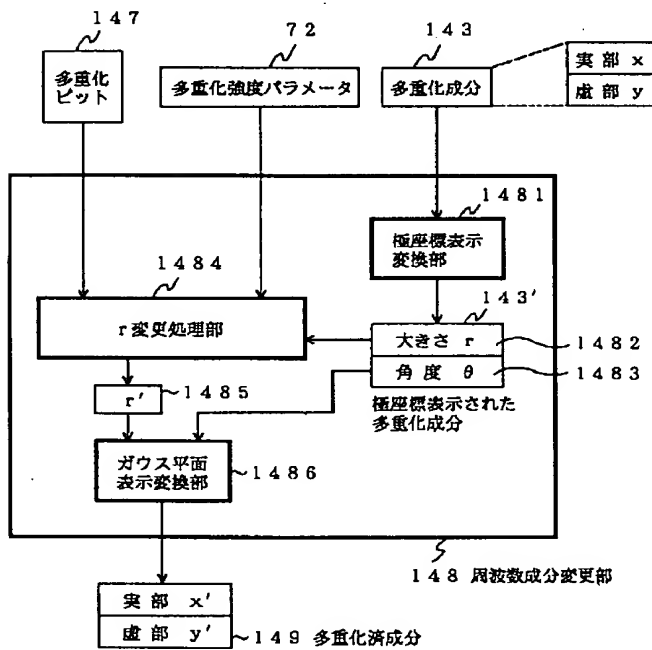 147
72
143
多重化
ビット
多重化強度パラメータ
多重化成分
実部 x
虚部 y
1481
極座標表示
変換部
1484
r変更処理部
143'
大きさ r
1482
角度 θ
1483
極座標表示された
多重化成分
r'
1485
ガウス平面
表示変換部
1486
148 周波数成分変更部
実部 x'
虚部 y'
149 多重化済成分